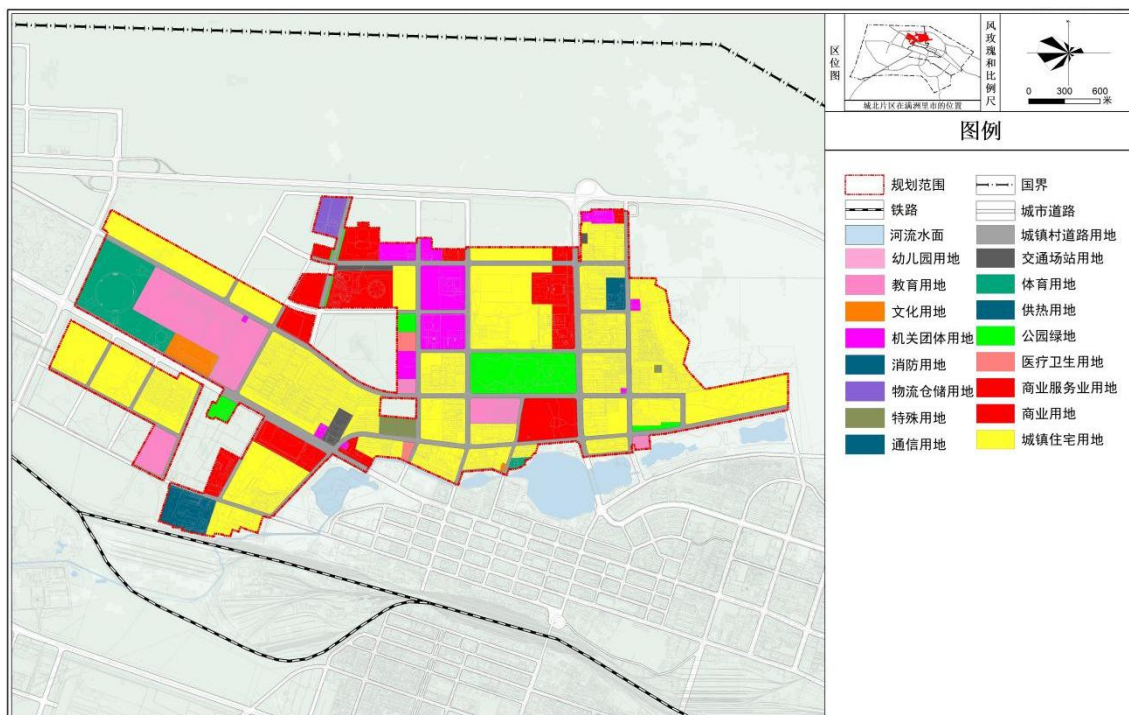 区位图
城北片区在满洲里市的位置
风玫瑰和比例尺
0 300 600
米
图例
规划范围 国界
铁路 城市道路
河流水面 城镇村道路用地
幼儿园用地 交通场站用地
教育用地 体育用地
文化用地 供热用地
机关团体用地 公园绿地
消防用地 医疗卫生用地
物流仓储用地 商业服务业用地
特殊用地 商业用地
通信用地 城镇住宅用地